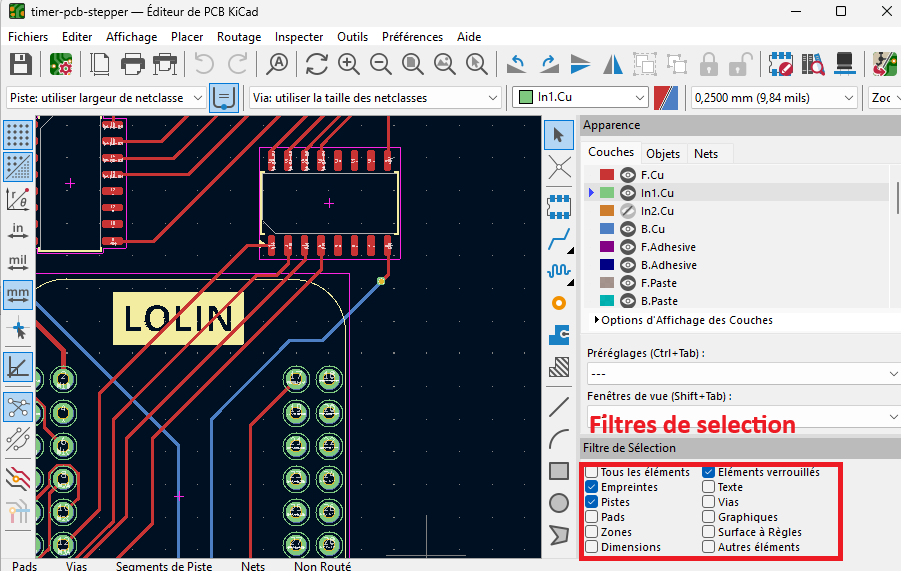 timer-pcb-stepper — Éditeur de PCB KiCad
Fichiers Editer Affichage Placer Routage Inspecter Outils Préférences Aide
Piste: utiliser largeur de netclasse Via: utiliser la taille des netclasses In1.Cu 0,2500 mm (9,84 mils) Zoo
Apparence
Couches Objets Nets
F.Cu
In1.Cu
In2.Cu
B.Cu
F.Adhesive
B.Adhesive
F.Paste
B.Paste
Options d'Affichage des Couches
Préréglages (Ctrl+Tab) :
---
Fenêtres de vue (Shift+Tab) :
Filtres de selection
Filtre de Sélection
Tous les éléments Eléments verrouillés
Empreintes Texte
Pistes Vias
Pads Graphiques
Zones Surface à Règles
Dimensions Autres éléments
in
mil
mm
LOLIN
Pads Vias Segments de Piste Nets Non Routé